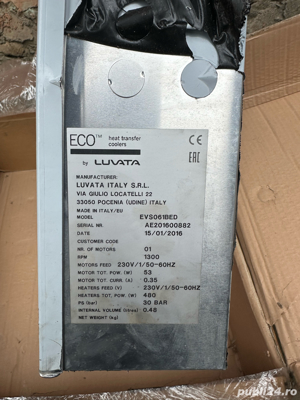 ECO™ heat transfer
coolers
by LUVATA
CE
EAC
MANUFACTURER:
LUVATA ITALY S.R.L.
VIA GIULIO LOCATELLI 22
33050 POCENIA (UDINE) ITALY
MADE IN ITALY/EU
MODEL EVS061BED
SERIAL NR. AE201600882
DATE 15/01/2016
CUSTOMER CODE
NR. OF MOTORS 01
RPM 1300
MOTORS FEED 230V/1/50-60HZ
MOTOR TOT. POW. (W) 53
MOTOR TOT. CURR. (A) 0.35
HEATERS FEED (V) 230V/1/50-60HZ
HEATERS TOT. POW. (W) 480
PS (bar) 30 BAR
INTERNAL VOLUME (litres) 0.48
NET WEIGHT (kg)
publi24.ro